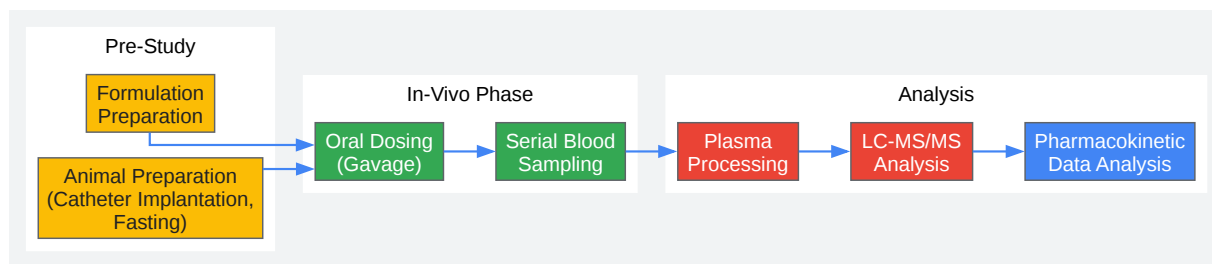 Pre-Study
Formulation
Preparation
Animal Preparation
(Catheter Implantation,
Fasting)
In-Vivo Phase
Oral Dosing
(Gavage)
Serial Blood
Sampling
Analysis
Plasma
Processing
LC-MS/MS
Analysis
Pharmacokinetic
Data Analysis